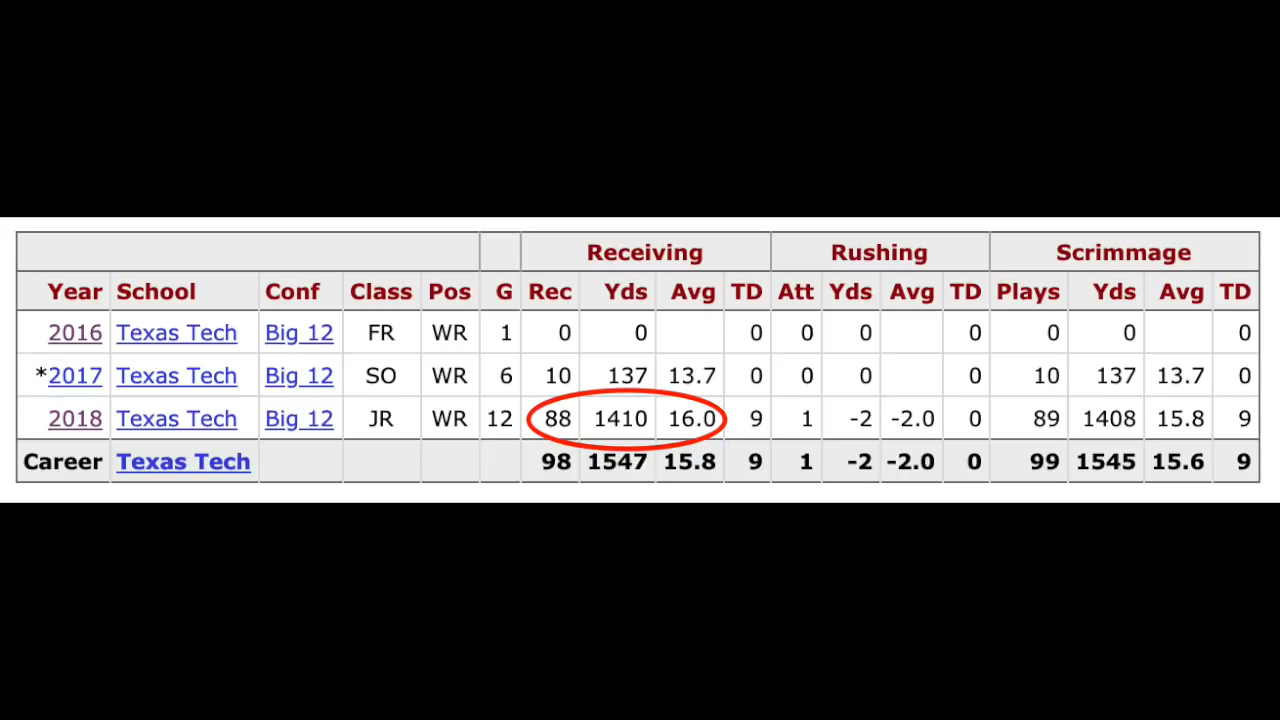 Receiving Rushing Scrimmage
Year School Conf Class Pos G Rec Yds Avg TD Att Yds Avg TD Plays Yds Avg TD
2016 Texas Tech Big 12 FR WR 1 0 0 0 0 0 0 0 0 0
*2017 Texas Tech Big 12 SO WR 6 10 137 13.7 0 0 0 0 10 137 13.7 0
2018 Texas Tech Big 12 JR WR 12 88 1410 16.0 9 1 -2 -2.0 0 89 1408 15.8 9
Career Texas Tech 98 1547 15.8 9 1 -2 -2.0 0 99 1545 15.6 9